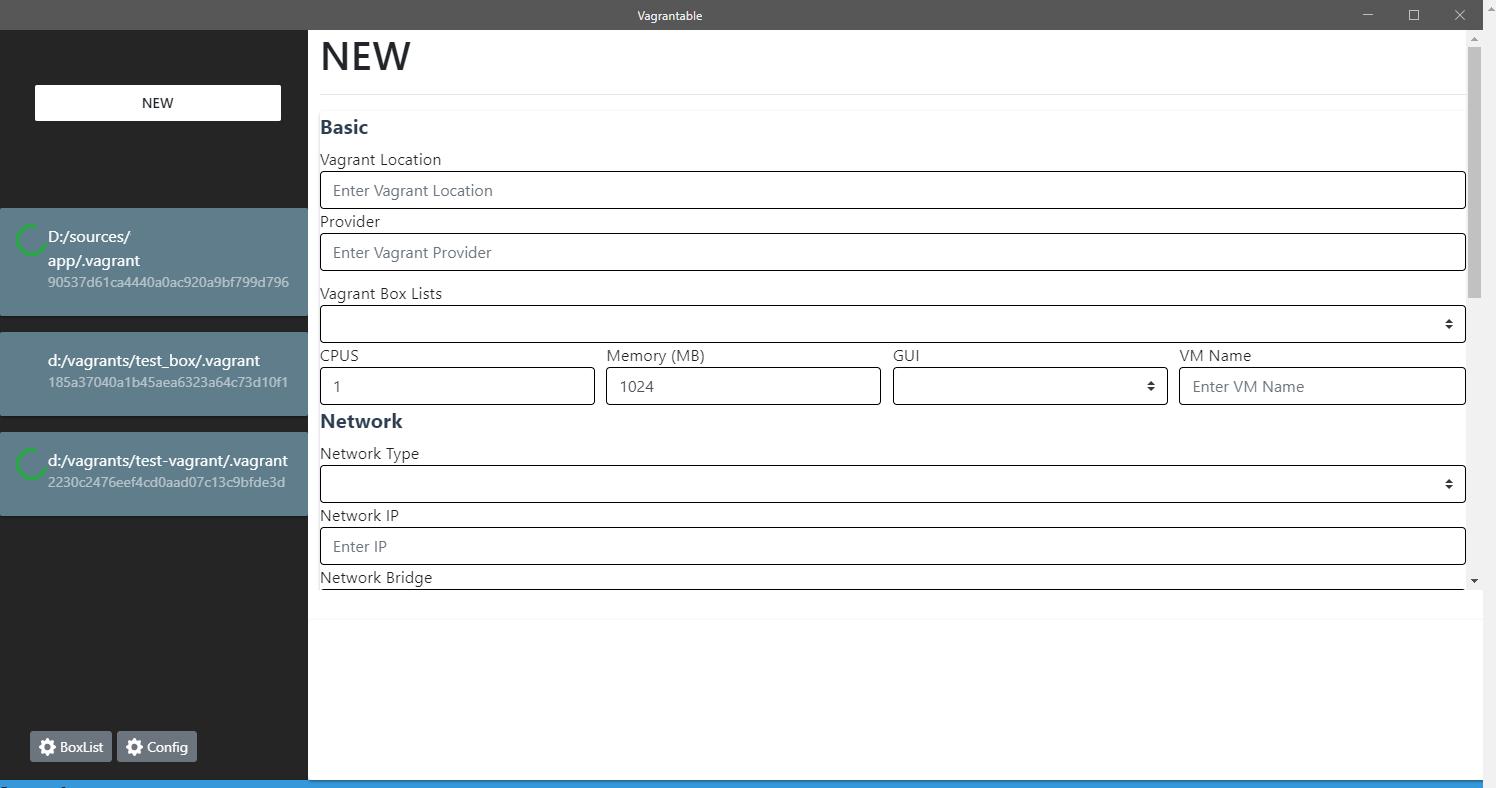 Vagrantable
NEW
D:/sources/
app/.vagrant
90537d61ca4440a0ac920a9bf799d796
d:/vagrants/test_box/.vagrant
185a37040a1b45aea6323a64c73d10f1
d:/vagrants/test-vagrant/.vagrant
2230c2476eef4cd0aad07c13c9bfde3d
BoxList Config
NEW
Basic
Vagrant Location
Enter Vagrant Location
Provider
Enter Vagrant Provider
Vagrant Box Lists
CPUS Memory (MB) GUI VM Name
1 1024 Enter VM Name
Network
Network Type
Network IP
Enter IP
Network Bridge